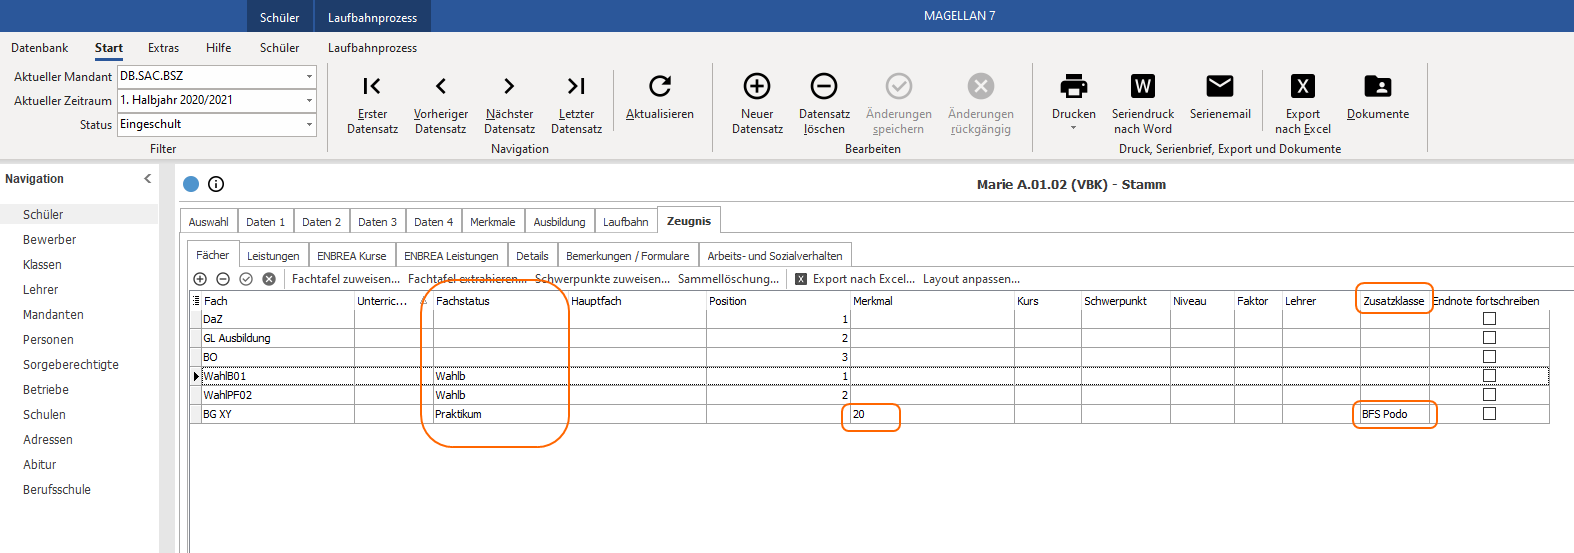 Schüler Laufbahnprozess MAGELLAN 7
Datenbank Start Extras Hilfe Schüler Laufbahnprozess
Aktueller Mandant DB.SAC.BSZ
Aktueller Zeitraum 1. Halbjahr 2020/2021
Status Eingeschult
Filter
Erster Datensatz
Vorheriger Datensatz
Nächster Datensatz
Letzter Datensatz
Aktualisieren
Navigation
Neuer Datensatz
Datensatz löschen
Änderungen speichern
Änderungen rückgängig
Bearbeiten
Drucken
W
Seriendruck nach Word
Serienemail
X
Export nach Excel
Dokumente
Druck, Serienbrief, Export und Dokumente
Navigation
Schüler
Bewerber
Klassen
Lehrer
Mandanten
Personen
Sorgeberechtigte
Betriebe
Schulen
Adressen
Abitur
Berufsschule
Marie A.01.02 (VBK) - Stamm
Auswahl Daten 1 Daten 2 Daten 3 Daten 4 Merkmale Ausbildung Laufbahn Zeugnis
Fächer Leistungen ENBREA Kurse ENBREA Leistungen Details Bemerkungen / Formulare Arbeits- und Sozialverhalten
Fachtafel zuweisen... Fachtafel extrahieren... Schwerpunkte zuweisen... Sammellöschung... X Export nach Excel... Layout anpassen...
Fach Unterric... Fachstatus Hauptfach Position Merkmal Kurs Schwerpunkt Niveau Faktor Lehrer Zusatzklasse Endnote fortschreiben
DaZ 1
GL Ausbildung 2
BO 3
WahlB01 Wahlb 1
WahlPF02 Wahlb 2
BG XY Praktikum 20 BFS Podo